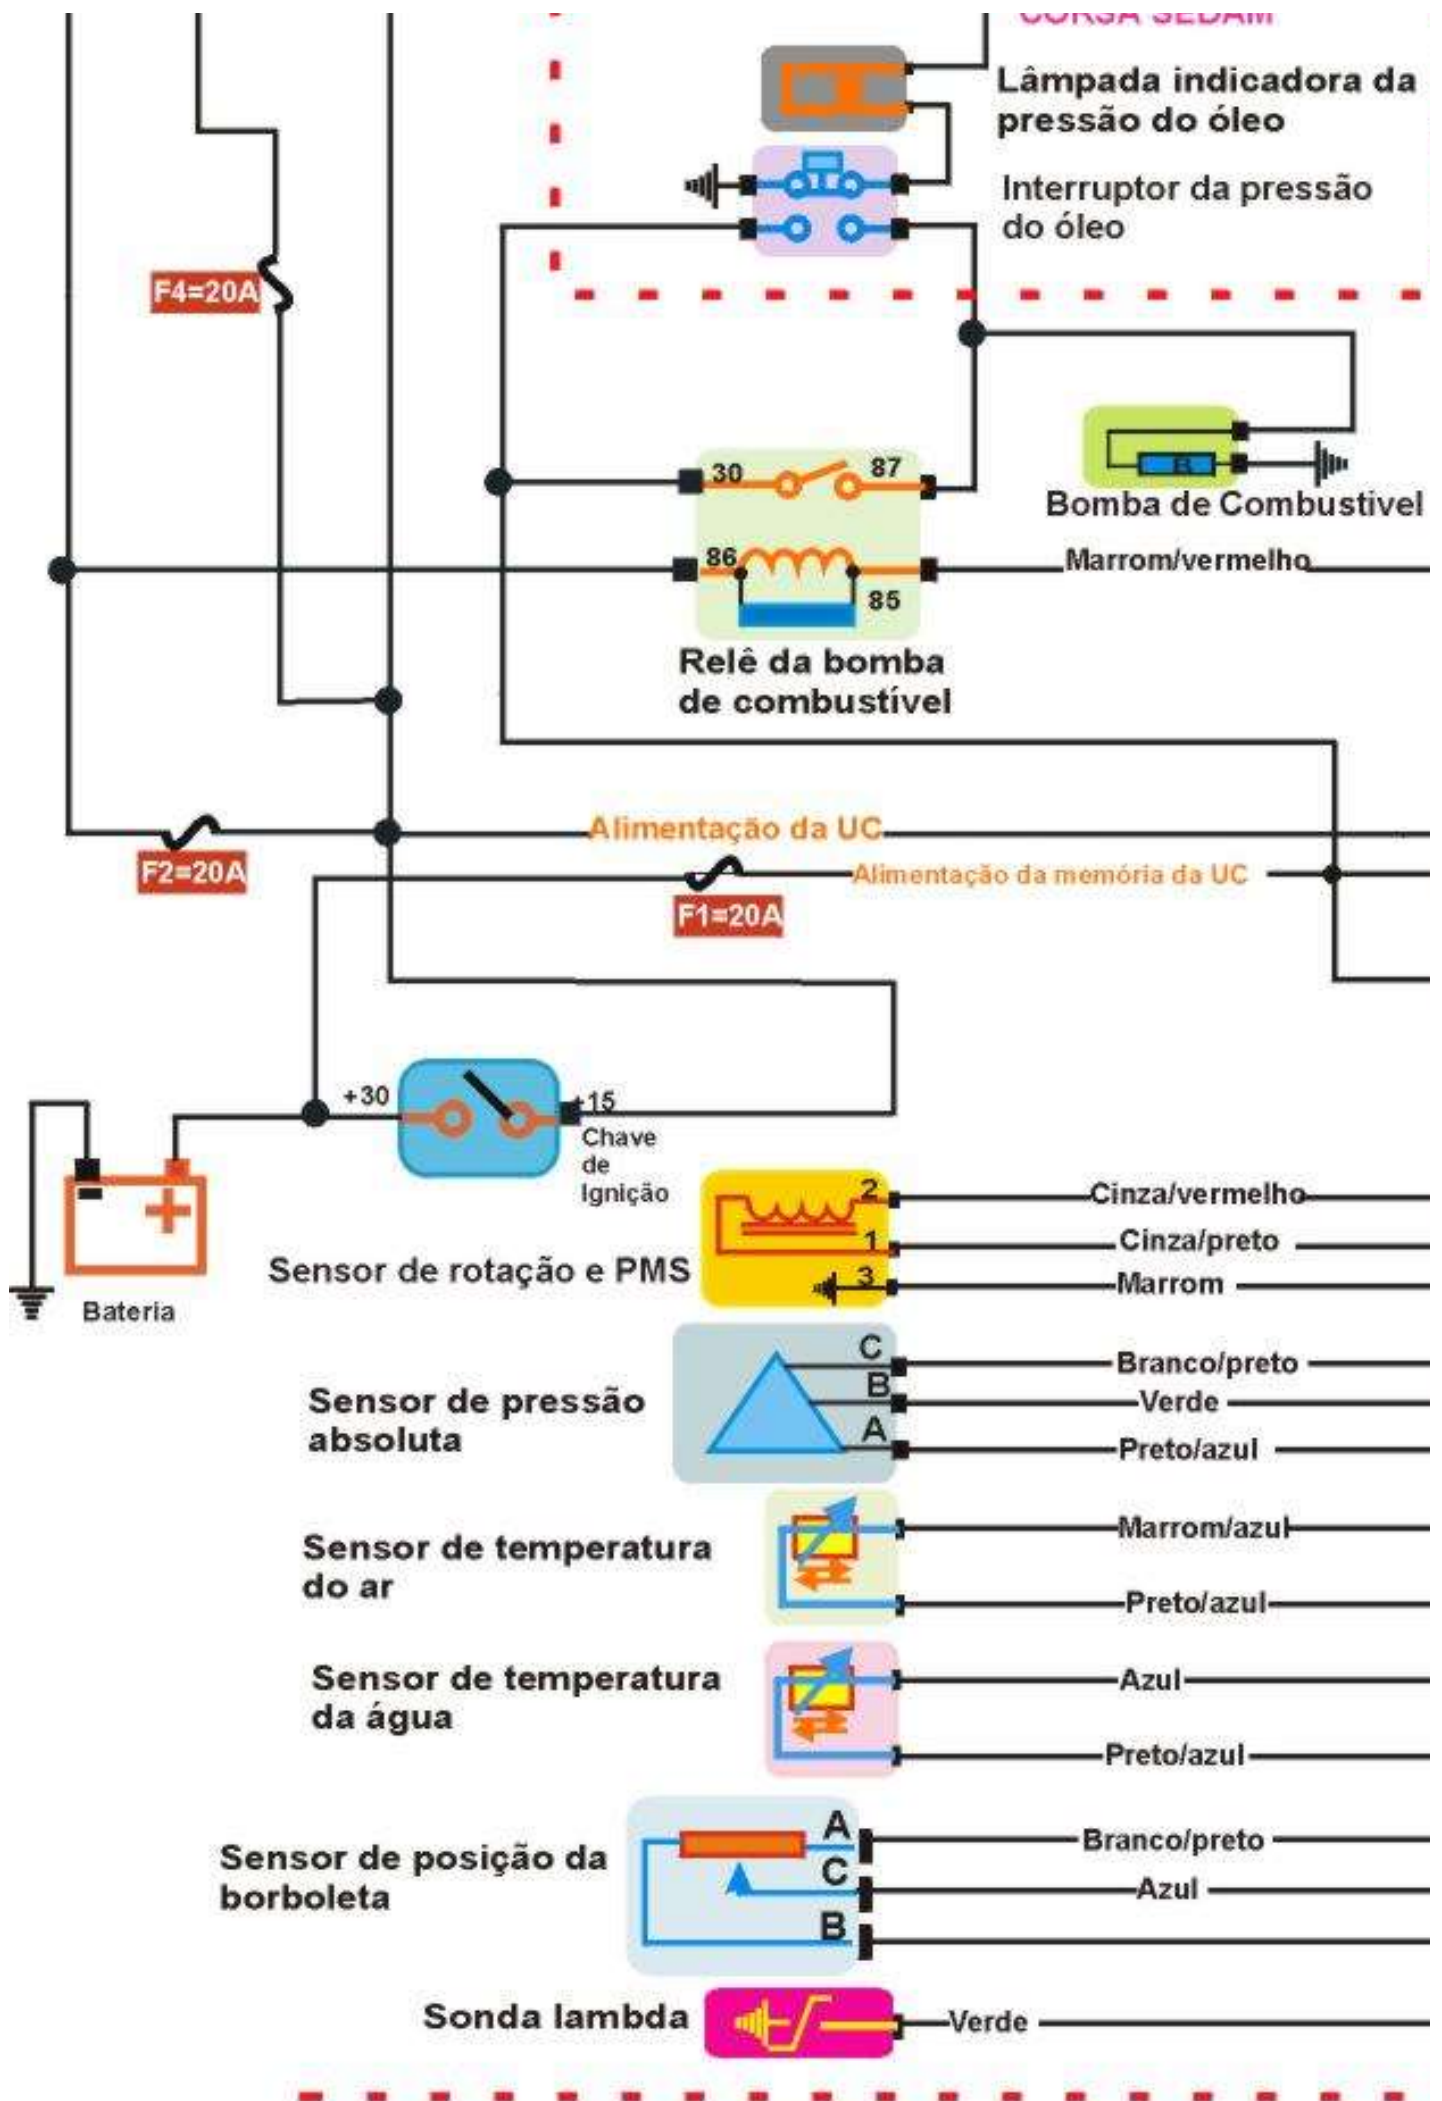 CORSA SEDAM
Lâmpada indicadora da
pressão do óleo
Interruptor da pressão
do óleo
F4=20A
30
87
B
Bomba de Combustivel
86
Marrom/vermelho
85
Relê da bomba
de combustível
Alimentação da UC
F2=20A
Alimentação da memória da UC
F1=20A
+30
+15
Chave
de
Ignição
Bateria
2
Cinza/vermelho
1
Cinza/preto
Sensor de rotação e PMS
3
Marrom
C
Branco/preto
B
Verde
Sensor de pressão
absoluta
A
Preto/azul
Marrom/azul
Sensor de temperatura
do ar
Preto/azul
Azul
Sensor de temperatura
da água
Preto/azul
A
Branco/preto
Sensor de posição da
borboleta
C
Azul
B
Sonda lambda
Verde